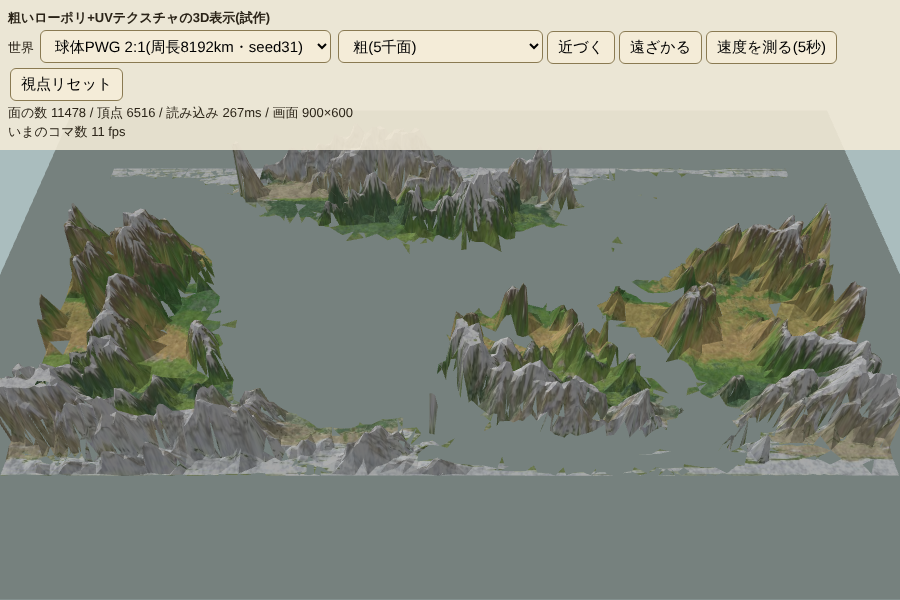 粗いローポリ+UVテクスチャの3D表示(試作)
世界 球体PWG 2:1(周長8192km・seed31) 粗(5千面) 近づく 遠ざかる 速度を測る(5秒)
視点リセット
面の数 11478 / 頂点 6516 / 読み込み 267ms / 画面 900×600
いまのコマ数 11 fps